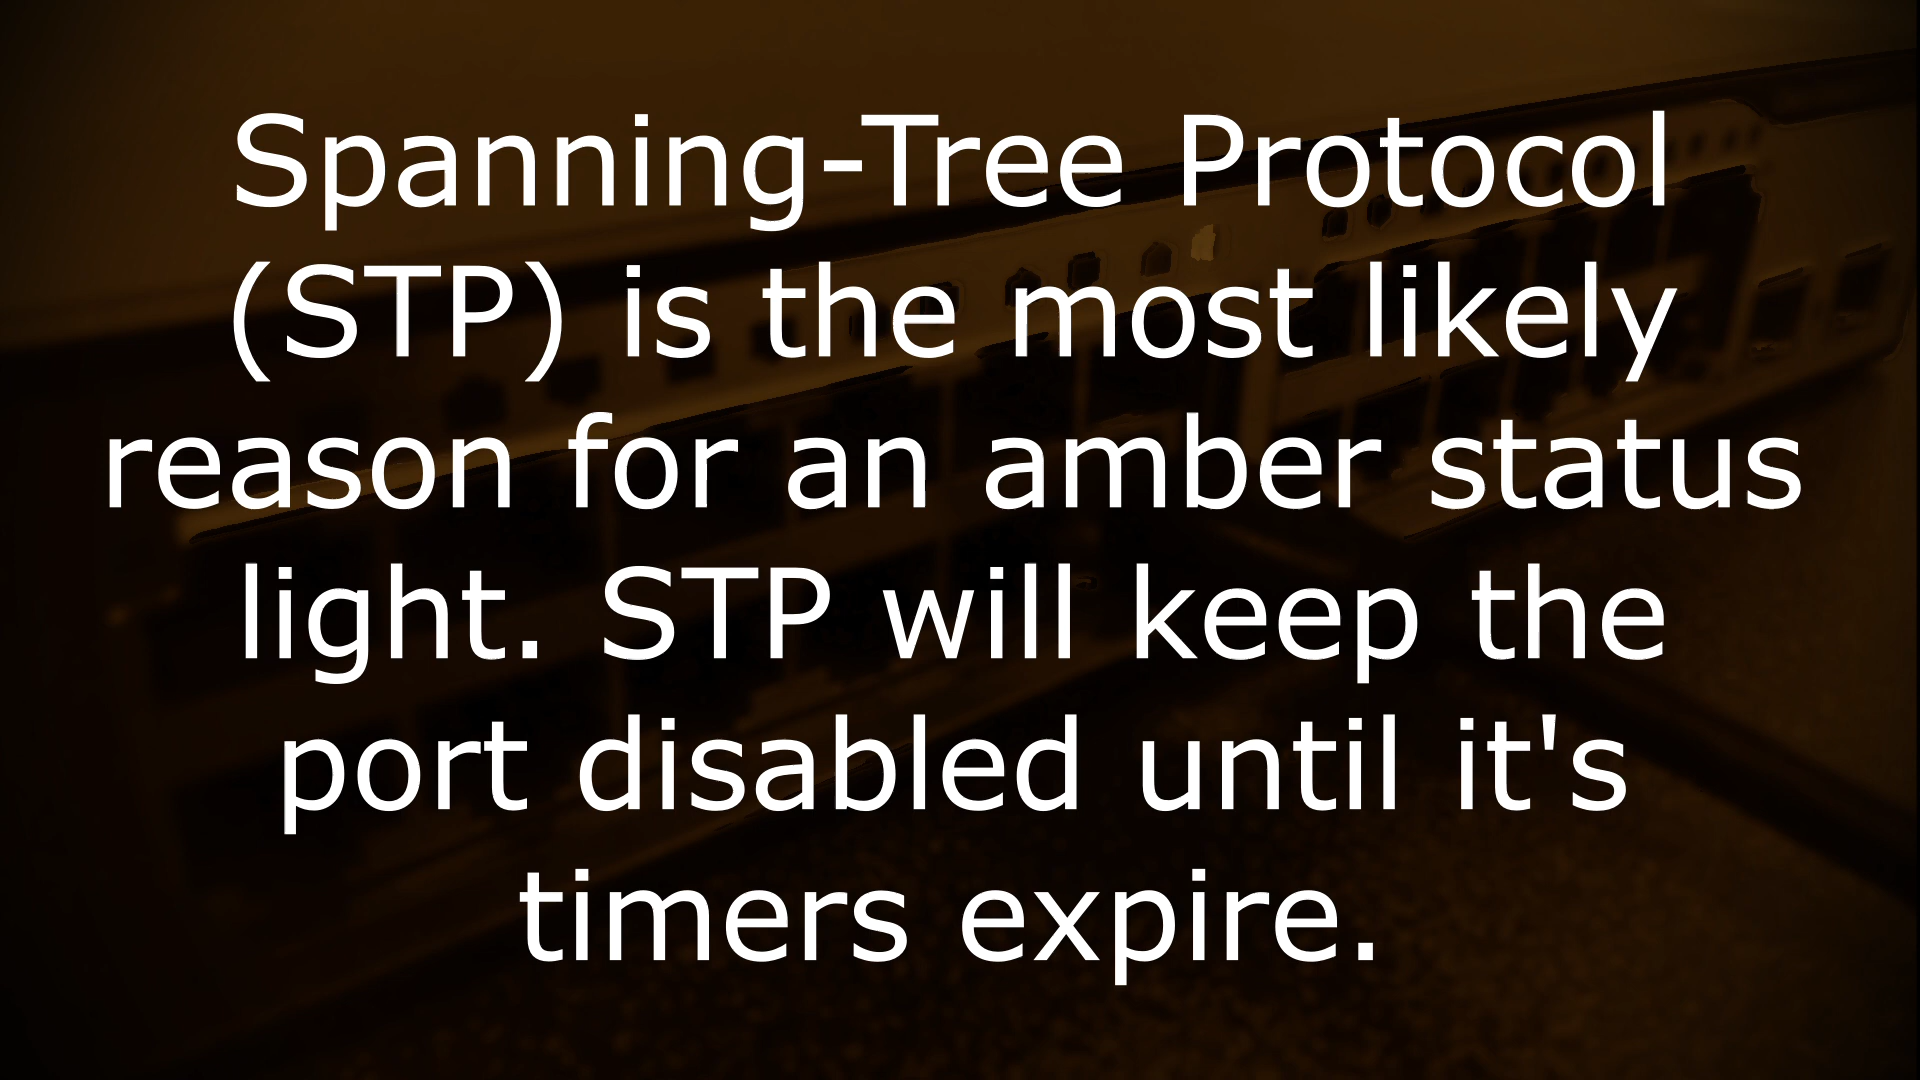 Spanning-Tree Protocol
(STP) is the most likely
reason for an amber status
light. STP will keep the
port disabled until it's
timers expire.